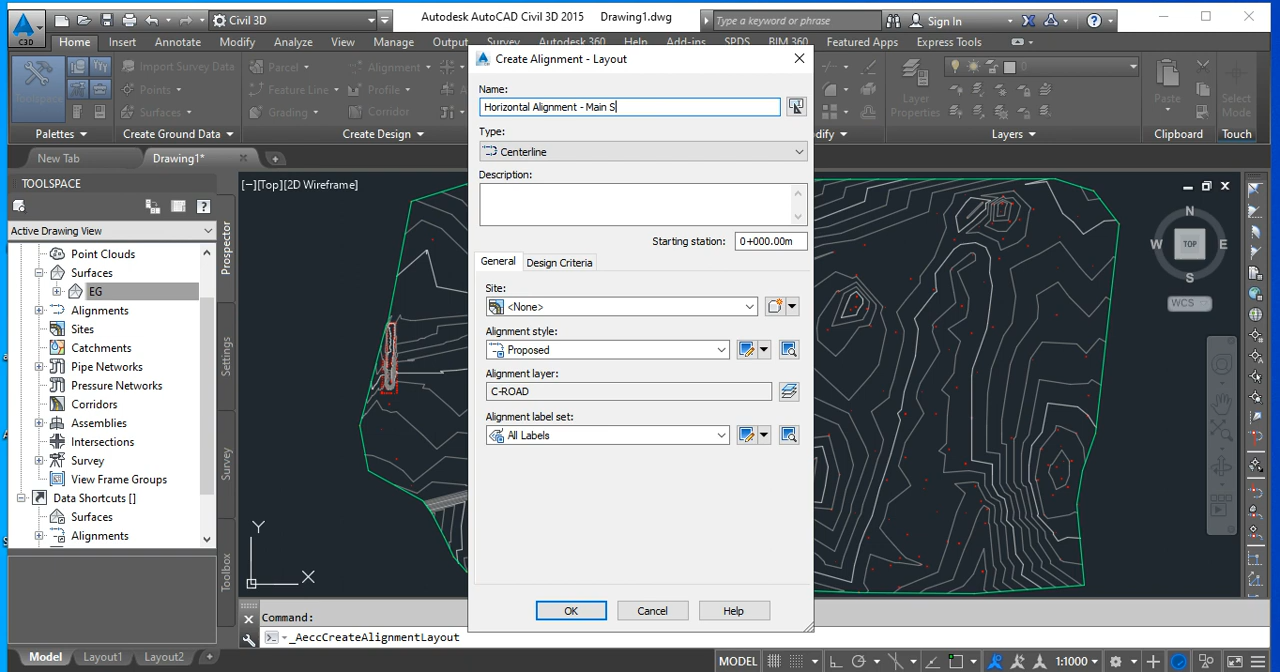 C3D
Civil 3D
Autodesk AutoCAD Civil 3D 2015 Drawing1.dwg
Type a keyword or phrase
Sign In
Home Insert Annotate Modify Analyze View Manage Output Survey Autodesk 360 Help Add-ins SPDS BIM 360 Featured Apps Express Tools
Import Survey Data
Points
Surfaces
Parcel
Feature Line
Grading
Alignment
Profile
Corridor
Layer
Properties
0
Paste
Select
Mode
Palettes
Create Ground Data
Create Design
dify
Layers
Clipboard
Touch
New Tab
Drawing1*
TOOLSPACE
Active Drawing View
Point Clouds
Surfaces
EG
Alignments
Sites
Catchments
Pipe Networks
Pressure Networks
Corridors
Assemblies
Intersections
Survey
View Frame Groups
Data Shortcuts []
Surfaces
Alignments
Prospector
Settings
Survey
Toolbox
[−][Top][2D Wireframe]
Y
X
Create Alignment - Layout
Name:
Horizontal Alignment - Main S
Type:
Centerline
Description:
Starting station: 0+000.00m
General Design Criteria
Site:
<None>
Alignment style:
Proposed
Alignment layer:
C-ROAD
Alignment label set:
All Labels
OK Cancel Help
N
W TOP E
S
WCS
Command:
_AeccCreateAlignmentLayout
Model Layout1 Layout2 +
MODEL
1:1000